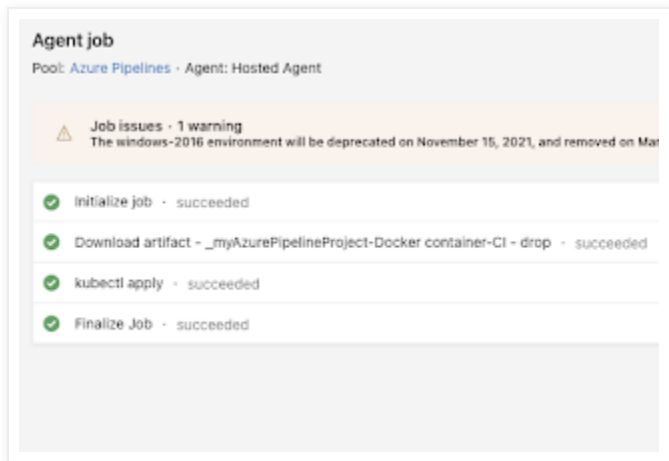 Agent job
Pool: Azure Pipelines · Agent: Hosted Agent
Job issues · 1 warning
The windows-2016 environment will be deprecated on November 15, 2021, and removed on Mar
Initialize job · succeeded
Download artifact - _myAzurePipelineProject-Docker container-CI - drop · succeeded
kubectl apply · succeeded
Finalize Job · succeeded